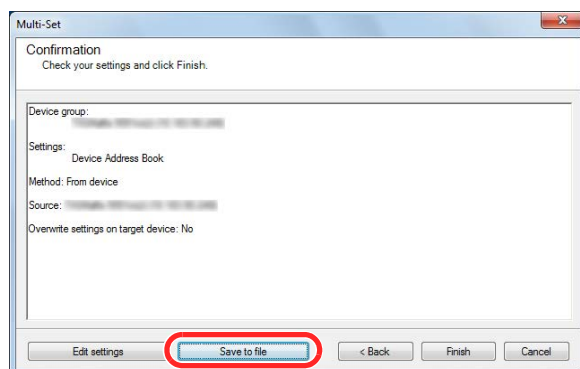 Multi-Set
Confirmation
Check your settings and click Finish.
Device group:
Settings:
Device Address Book
Method: From device
Source:
Overwrite settings on target device: No
Edit settings
Save to file
< Back
Finish
Cancel